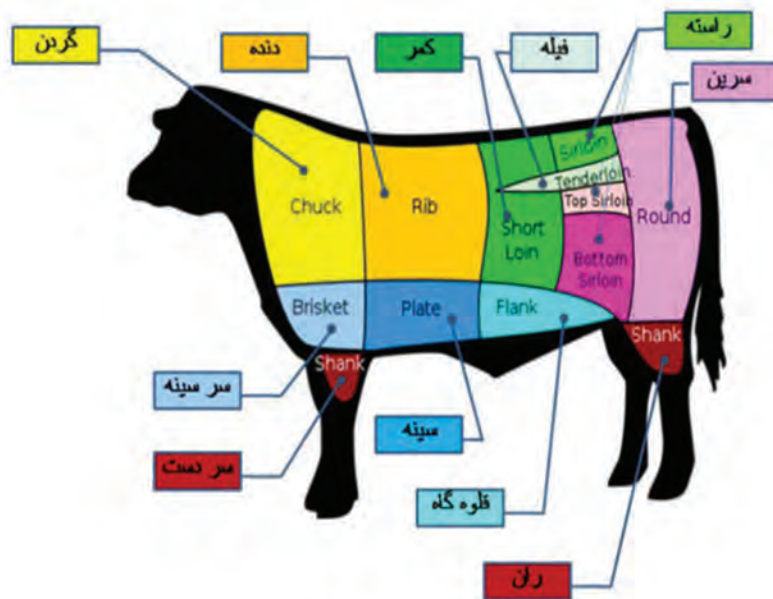 راسته
فیله
کمر
دنده
گردن
سرین
Sirloin
Tenderloin
Top Sirloin
Chuck
Rib
Short
Loin
Round
Bottom
Sirloin
Brisket
Plate
Flank
Shank
Shank
سر سینه
سینه
سر دست
قلوه گاه
ران